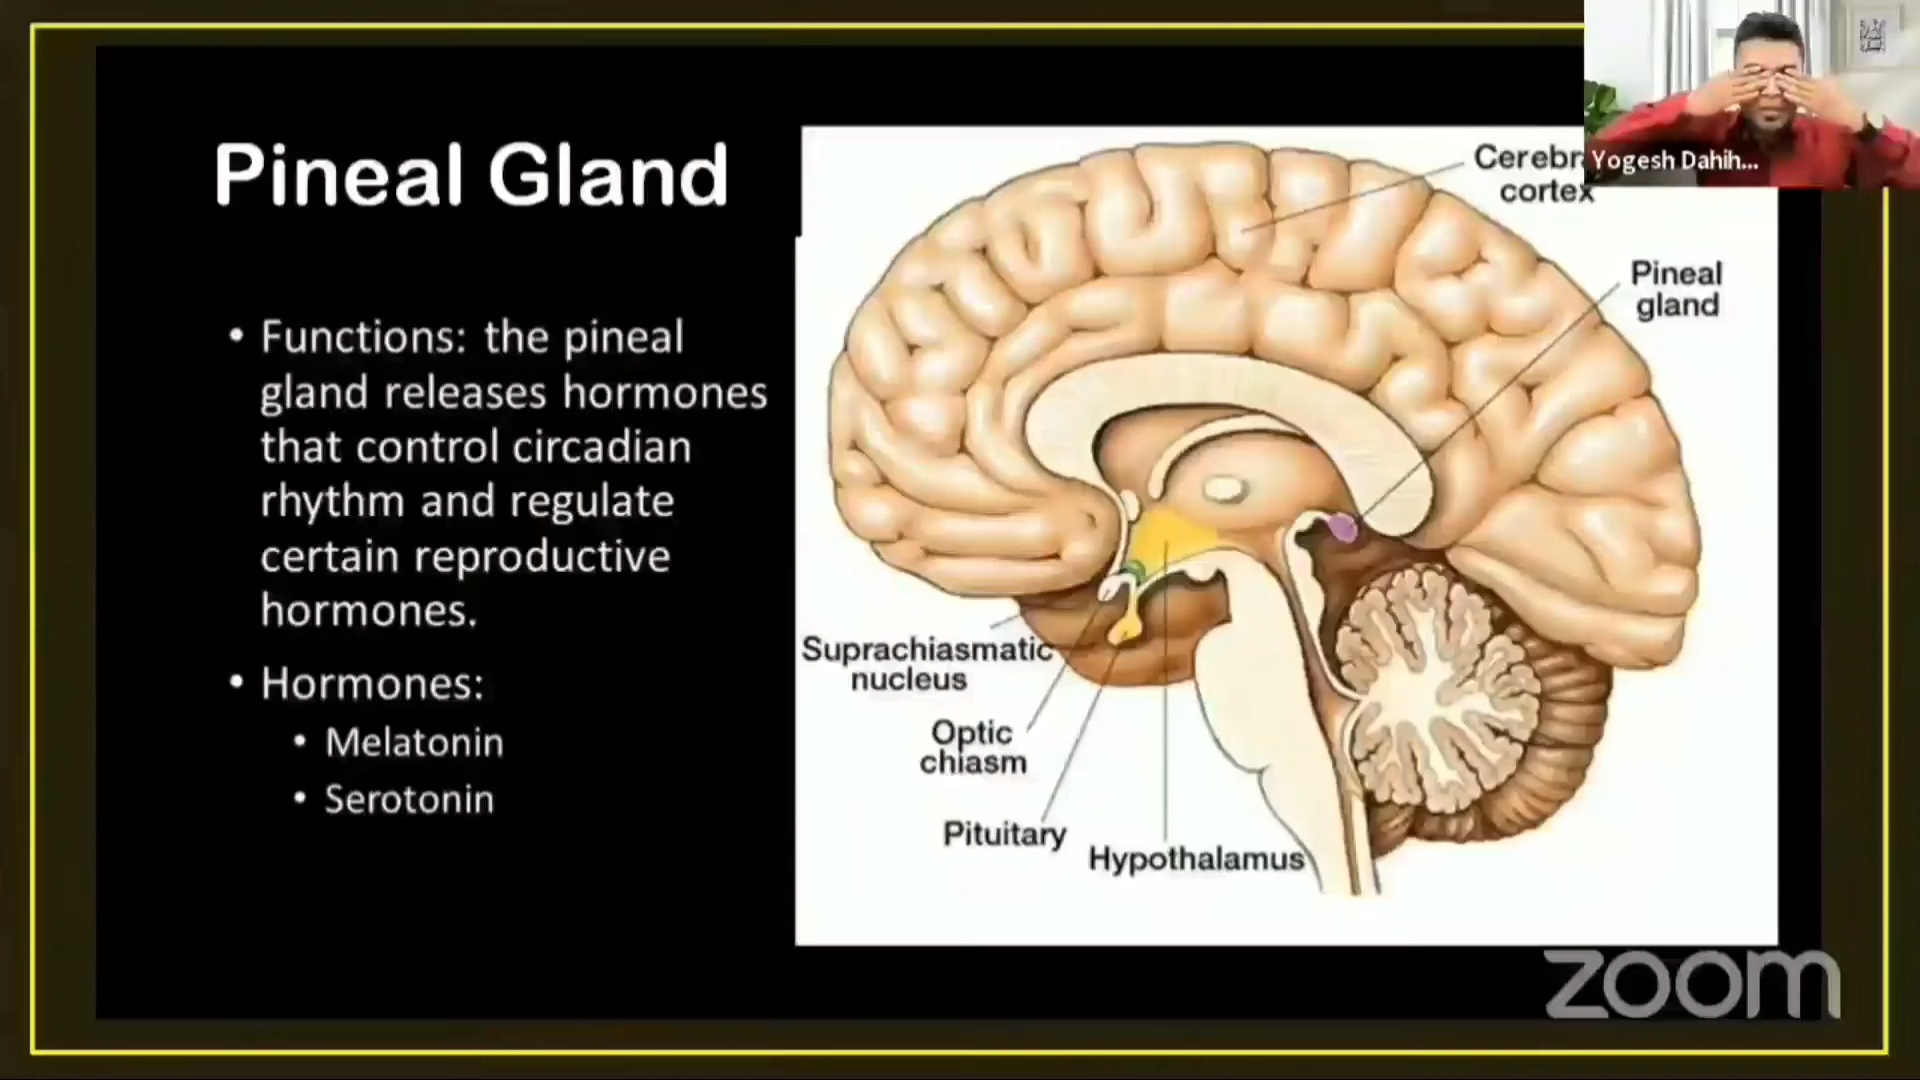 Pineal Gland
• Functions: the pineal
gland releases hormones
that control circadian
rhythm and regulate
certain reproductive
hormones.
• Hormones:
• Melatonin
• Serotonin
cortex
Yogesh Dahih...
Pineal
gland
Suprachiasmatic
nucleus
Optic
chiasm
Pituitary
Hypothalamus
zoom